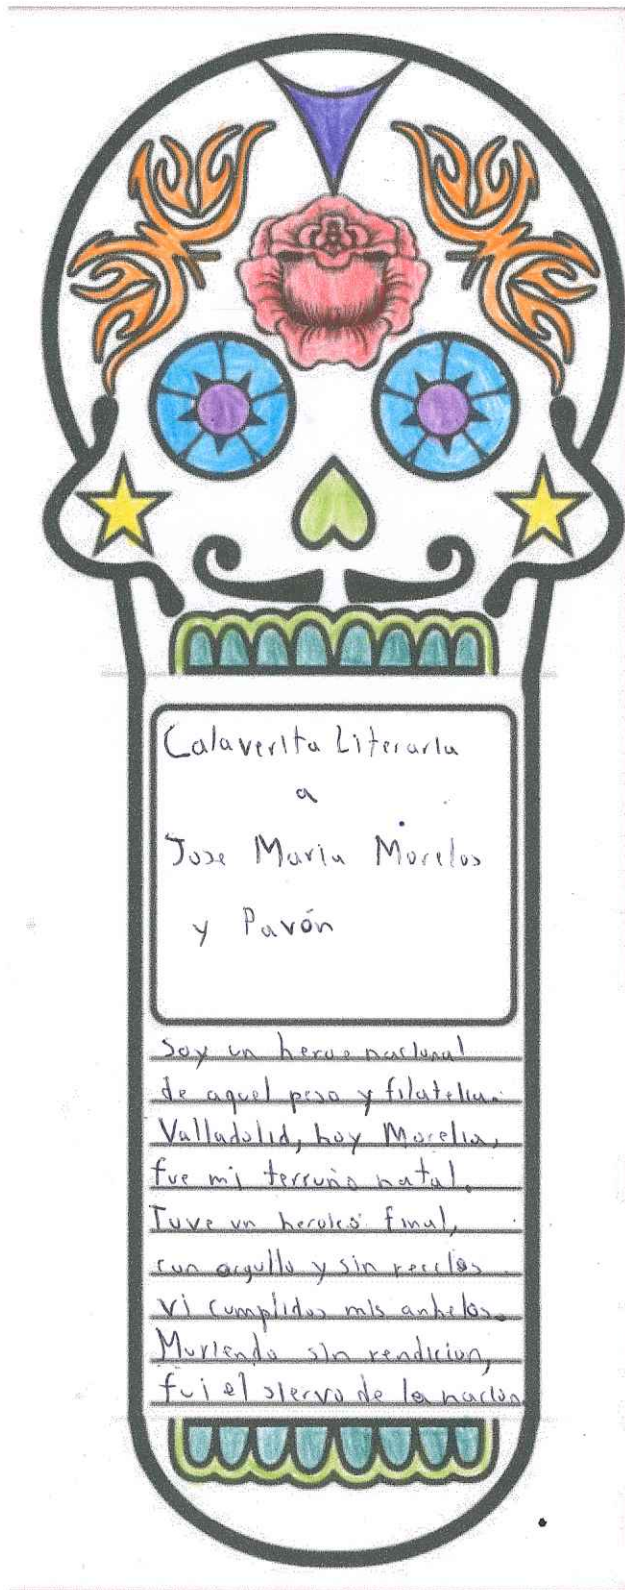 Calaverita Literaria
a
Jose Maria Morelos
y Pavón
Soy un heroe nacional
de aquel peso y filatelia.
Valladolid, hoy Morelia,
fue mi terruño natal.
Tuve un heroico final,
con orgullo y sin recelos
vi cumplidos mis anhelos.
Muriendo sin rendicion,
fui el siervo de la nacion